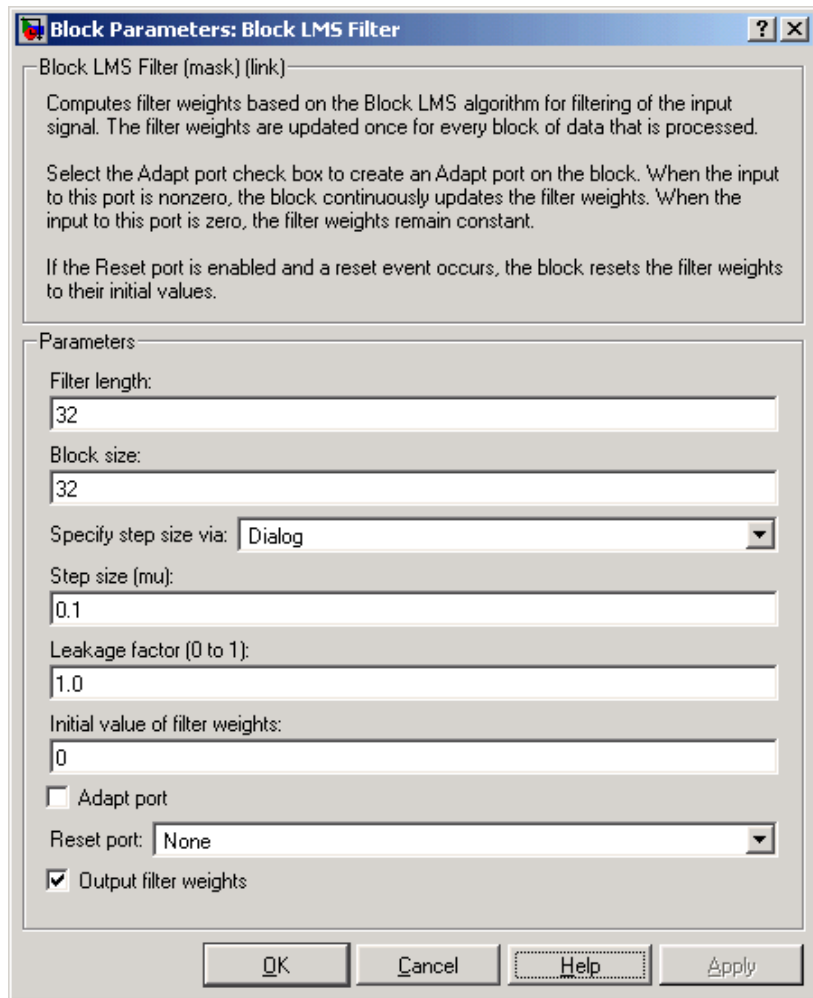 Block Parameters: Block LMS Filter
Block LMS Filter (mask) (link)
Computes filter weights based on the Block LMS algorithm for filtering of the input
signal. The filter weights are updated once for every block of data that is processed.
Select the Adapt port check box to create an Adapt port on the block. When the input
to this port is nonzero, the block continuously updates the filter weights. When the
input to this port is zero, the filter weights remain constant.
If the Reset port is enabled and a reset event occurs, the block resets the filter weights
to their initial values.
Parameters
Filter length:
32
Block size:
32
Specify step size via: Dialog
Step size (mu):
0.1
Leakage factor (0 to 1):
1.0
Initial value of filter weights:
0
Adapt port
Reset port: None
Output filter weights
OK Cancel Help Apply